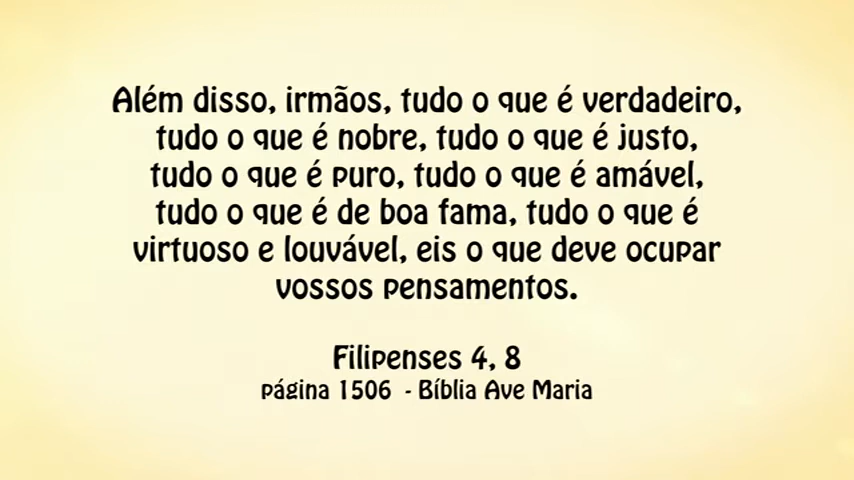 Além disso, irmãos, tudo o que é verdadeiro,
tudo o que é nobre, tudo o que é justo,
tudo o que é puro, tudo o que é amável,
tudo o que é de boa fama, tudo o que é
virtuoso e louvável, eis o que deve ocupar
vossos pensamentos.
Filipenses 4, 8
página 1506 - Bíblia Ave Maria